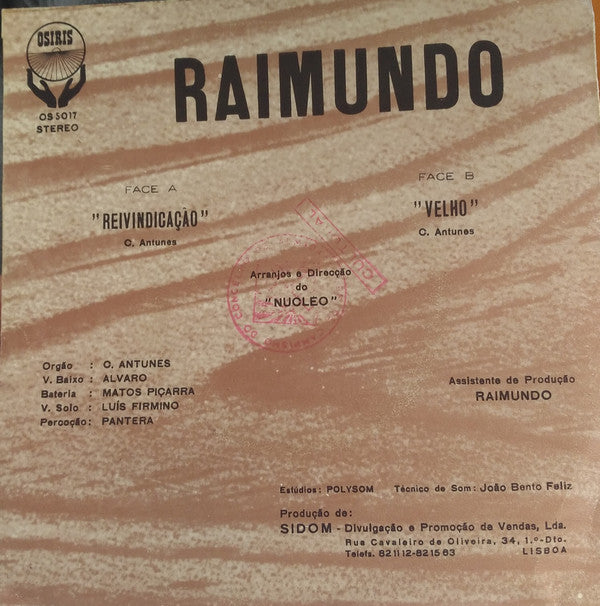 OSIRIS
OS 5017
STEREO
RAIMUNDO
FACE A
"REIVINDICAÇÃO"
C. Antunes
FACE B
"VELHO"
C. Antunes
Arranjos e Direcção
do
"NUCLEO"
Orgão : C. ANTUNES
V. Baixo : ALVARO
Bateria : MATOS PIÇARRA
V. Solo : LUÍS FIRMINO
Percoção: PANTERA
Assistente de Produção
RAIMUNDO
Estúdios: POLYSOM Técnico de Som: João Bento Feliz
Produção de:
SIDOM - Divulgação e Promoção de Vendas, Lda.
Rua Cavaleiro de Oliveira, 34, 1.º-Dto.
Telefs. 821112-821563 LISBOA